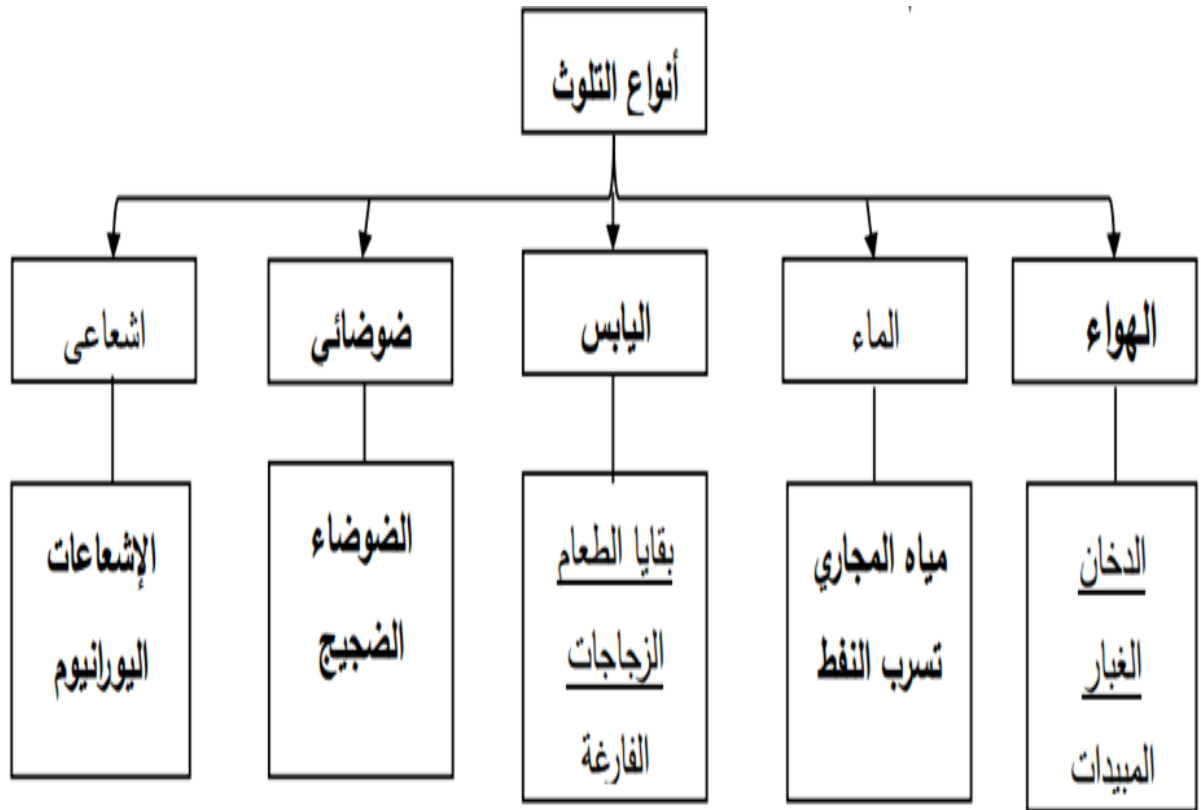 أنواع التلوث
الهواء
الماء
اليابس
ضوضائي
اشعاعى
الدخان
الغبار
المبيدات
مياه المجاري
تسرب النفط
بقايا الطعام
الزجاجات
الفارغة
الضوضاء
الضجيج
الإشعاعات
اليورانيوم